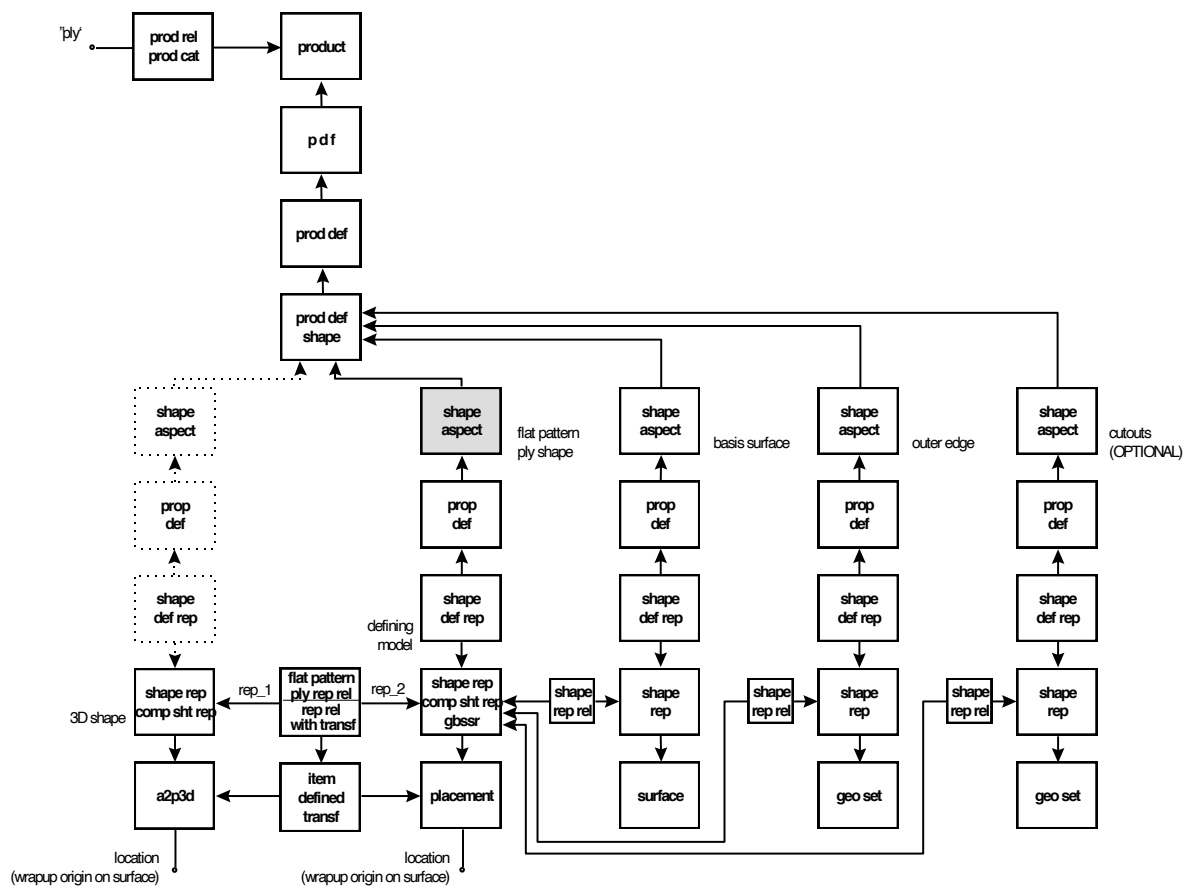 "ply'
prod rel
prod cat
product
p d f
prod def
prod def
shape
shape
aspect
shape
aspect
flat pattern
ply shape
shape
aspect
basis surface
shape
aspect
outer edge
shape
aspect
cutouts
(OPTIONAL)
prop
def
prop
def
prop
def
prop
def
prop
def
shape
def rep
defining
model
shape
def rep
shape
def rep
shape
def rep
shape
def rep
3D shape
shape rep
comp sht rep
rep_1
flat pattern
ply rep rel
rep rel
with transf
rep_2
shape rep
comp sht rep
gbssr
shape
rep rel
shape
rep
shape
rep rel
shape
rep
shape
rep rel
shape
rep
a2p3d
item
defined
transf
placement
surface
geo set
geo set
location
(wrapup origin on surface)
location
(wrapup origin on surface)